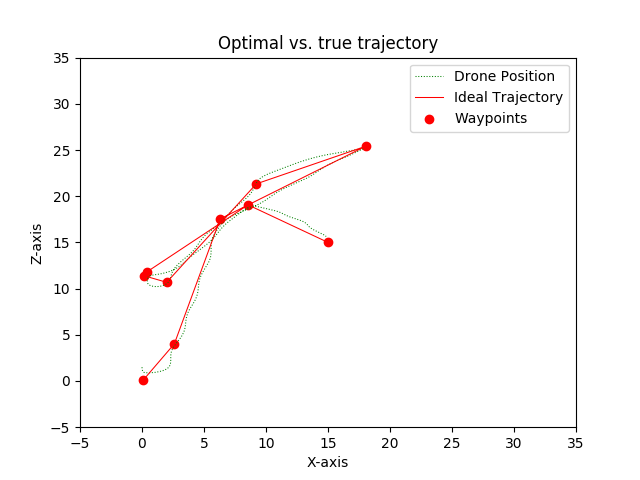 Optimal vs. true trajectory
Drone Position
Ideal Trajectory
Waypoints
Z-axis
35
30
25
20
15
10
5
0
−5
−5 0 5 10 15 20 25 30 35
X-axis